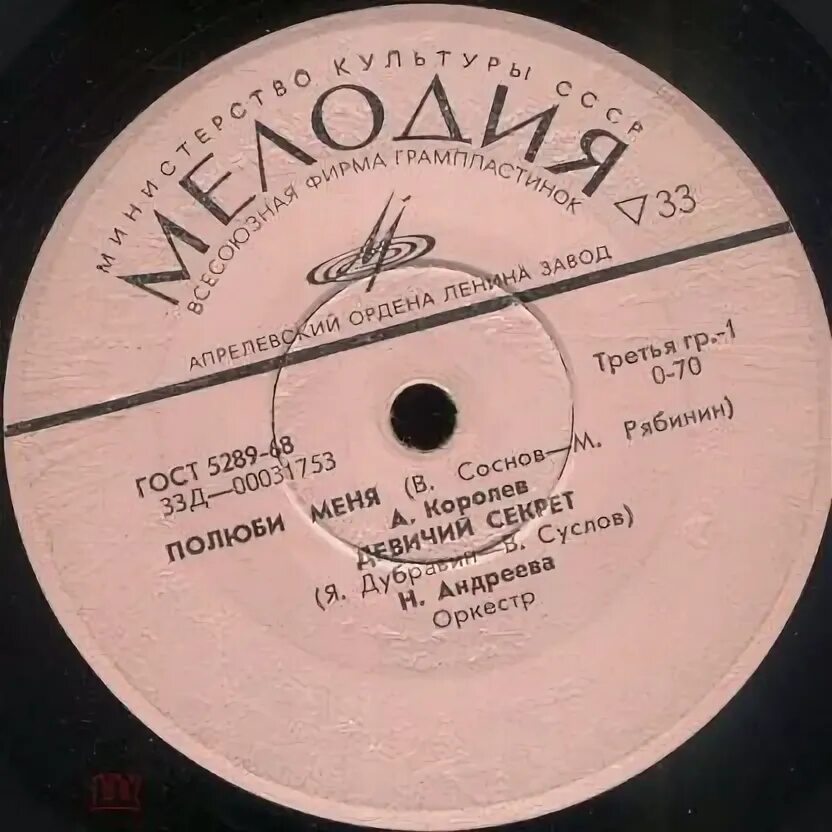 МИНИСТЕРСТВО КУЛЬТУРЫ СССР
МЕЛОДИЯ
ВСЕСОЮЗНАЯ ФИРМА ГРАМПЛАСТИНОК
33
АПРЕЛЕВСКИЙ ОРДЕНА ЛЕНИНА ЗАВОД
Третья гр.-1
0-70
ГОСТ 5289-68
33Д—00031753
ПОЛЮБИ МЕНЯ (В. Соснов—М. Рябинин)
А. Королев
ДЕВИЧИЙ СЕКРЕТ
(Я. Дубравин—В. Суслов)
Н. Андреева
Оркестр